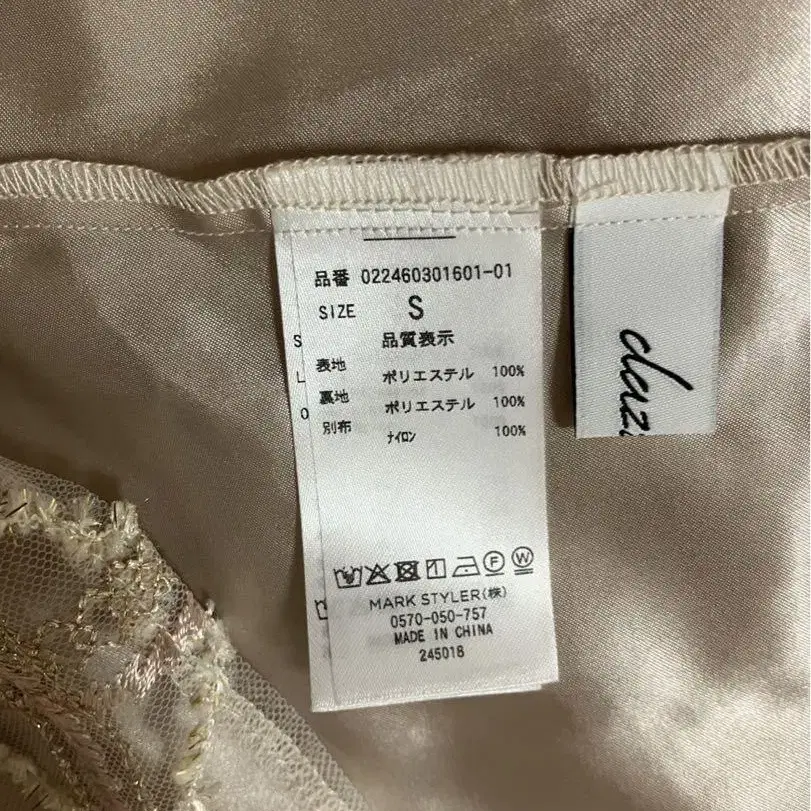 品番 022460301601-01
SIZE S
品質表示
表地 ポリエステル 100%
裏地 ポリエステル 100%
別布 ナイロン 100%
MARK STYLER(株)
0570-050-757
MADE IN CHINA
245018
S
L
O
daz